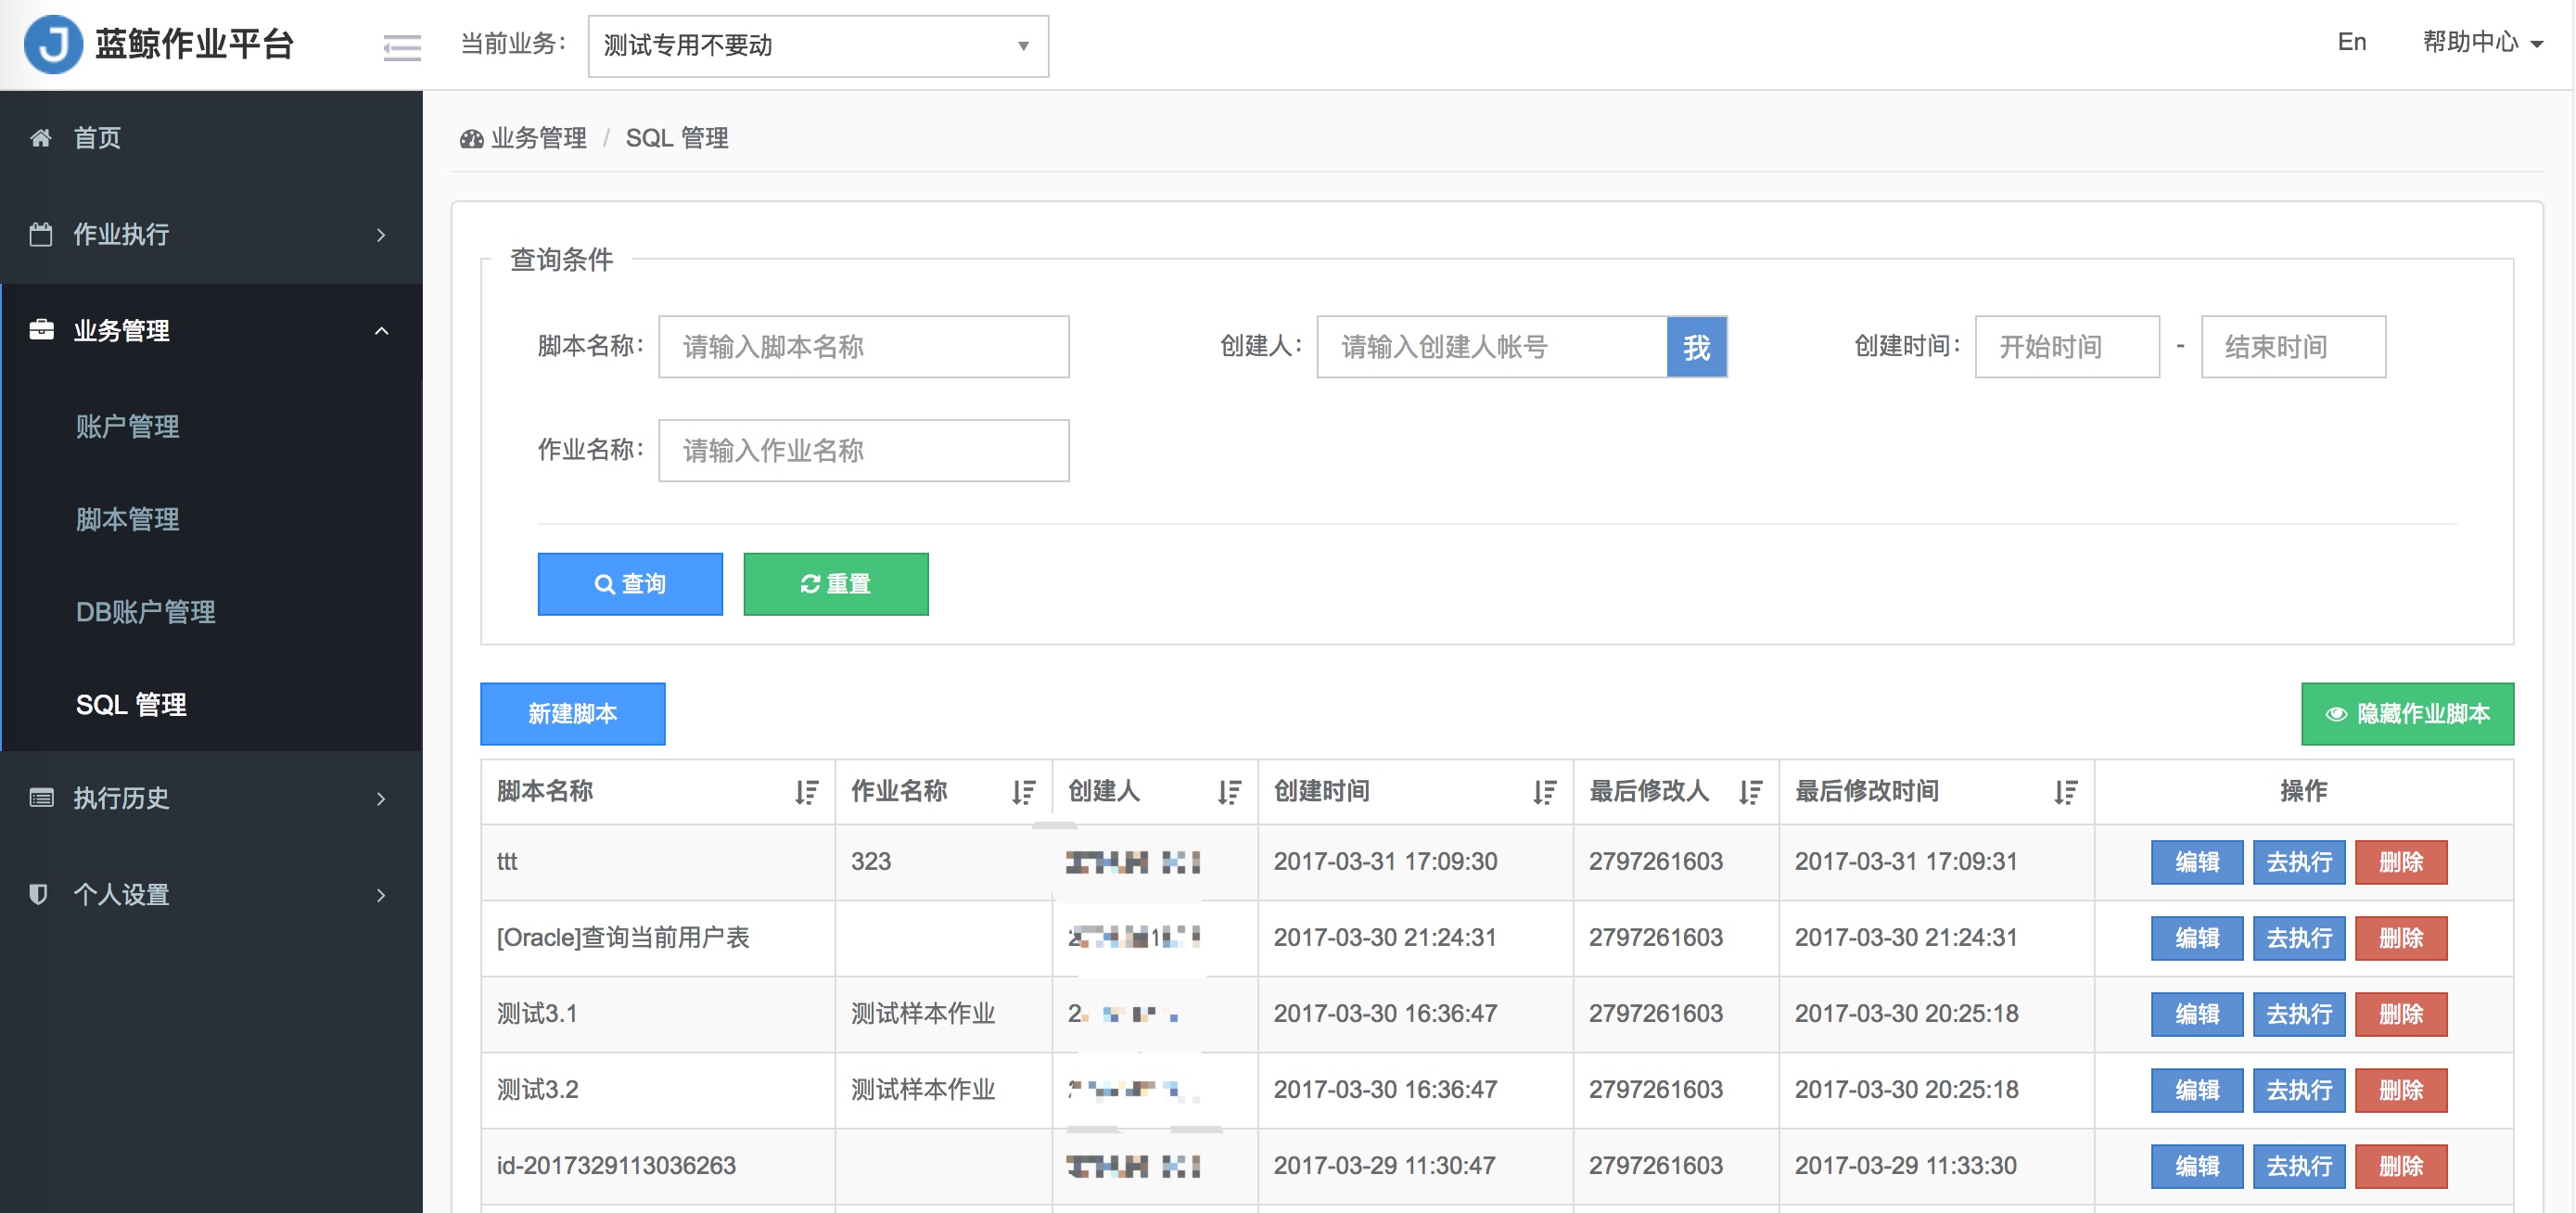 J 蓝鲸作业平台 当前业务： 测试专用不要动 En 帮助中心
首页
作业执行
业务管理
账户管理
脚本管理
DB账户管理
SQL 管理
执行历史
个人设置
业务管理 / SQL 管理
查询条件
脚本名称： 请输入脚本名称 创建人： 请输入创建人帐号 我 创建时间： 开始时间 - 结束时间
作业名称： 请输入作业名称
查询 重置
新建脚本 隐藏作业脚本
脚本名称 作业名称 创建人 创建时间 最后修改人 最后修改时间 操作
ttt 323 2017-03-31 17:09:30 2797261603 2017-03-31 17:09:31 编辑 去执行 删除
[Oracle]查询当前用户表 2017-03-30 21:24:31 2797261603 2017-03-30 21:24:31 编辑 去执行 删除
测试3.1 测试样本作业 2017-03-30 16:36:47 2797261603 2017-03-30 20:25:18 编辑 去执行 删除
测试3.2 测试样本作业 2017-03-30 16:36:47 2797261603 2017-03-30 20:25:18 编辑 去执行 删除
id-2017329113036263 2017-03-29 11:30:47 2797261603 2017-03-29 11:33:30 编辑 去执行 删除